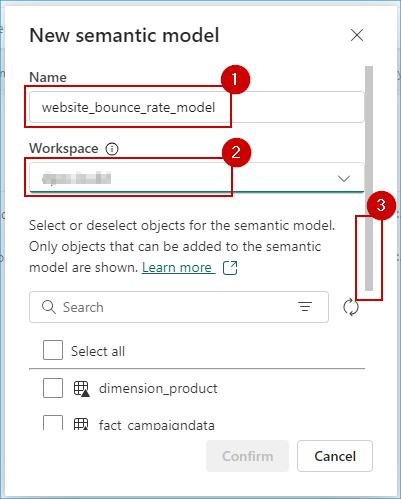 New semantic model
Name
1
website_bounce_rate_model
Workspace
2
3
Select or deselect objects for the semantic model.
Only objects that can be added to the semantic
model are shown. Learn more
Search
Select all
dimension_product
fact_campaigndata
Confirm
Cancel